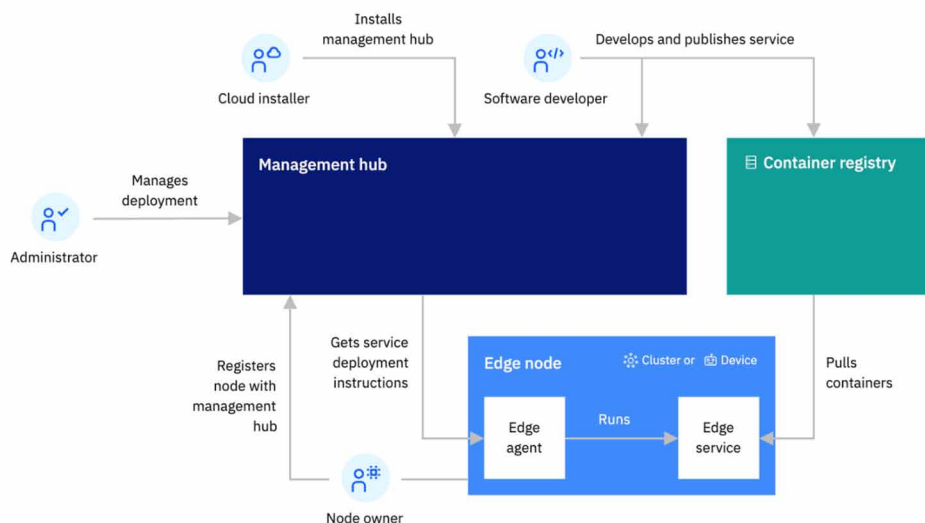 Installs
management hub
Develops and publishes service
Cloud installer
Software developer
Management hub
Container registry
Manages
deployment
Administrator
Registers
node with
management
hub
Gets service
deployment
instructions
Edge node
Cluster or
Device
Pulls
containers
Edge
agent
Runs
Edge
service
Node owner